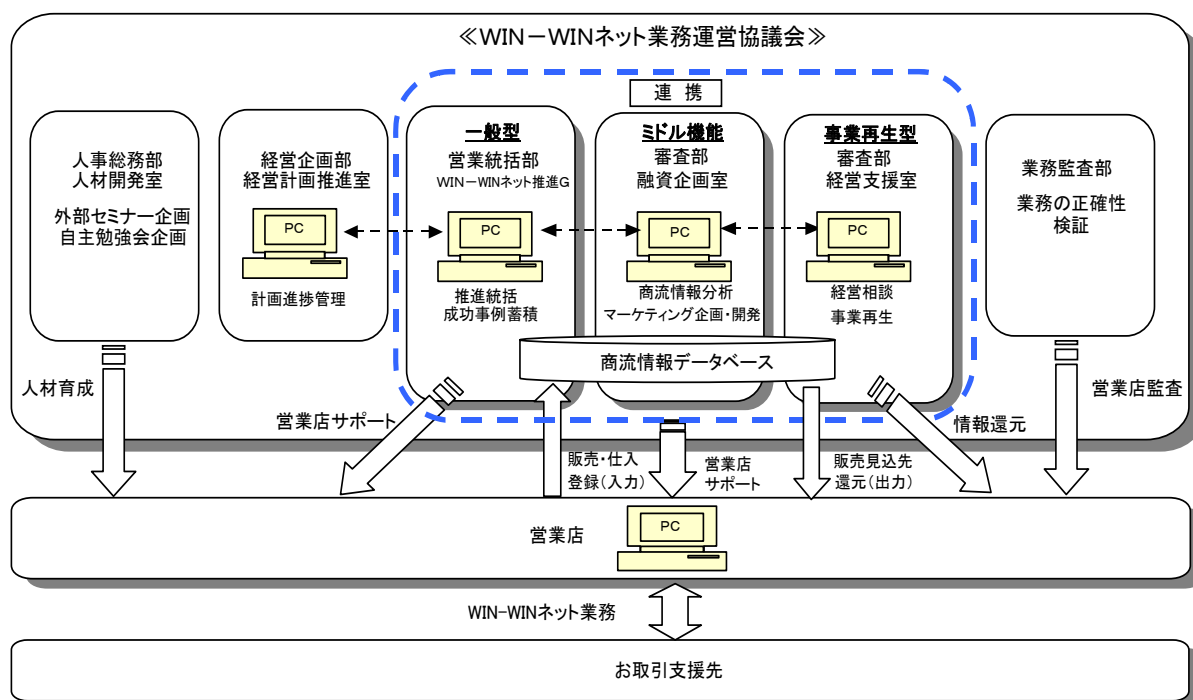 ≪WIN－WINネット業務運営協議会≫
連 携
人事総務部
人材開発室
外部セミナー企画
自主勉強会企画
経営企画部
経営計画推進室
PC
計画進捗管理
一般型
営業統括部
WIN－WINネット推進G
PC
推進統括
成功事例蓄積
ミドル機能
審査部
融資企画室
PC
商流情報分析
マーケティング企画・開発
事業再生型
審査部
経営支援室
PC
経営相談
事業再生
業務監査部
業務の正確性
検証
商流情報データベース
人材育成
営業店サポート
販売・仕入
登録（入力）
営業店
サポート
販売見込先
還元（出力）
情報還元
営業店監査
営業店
PC
WIN-WINネット業務
お取引支援先